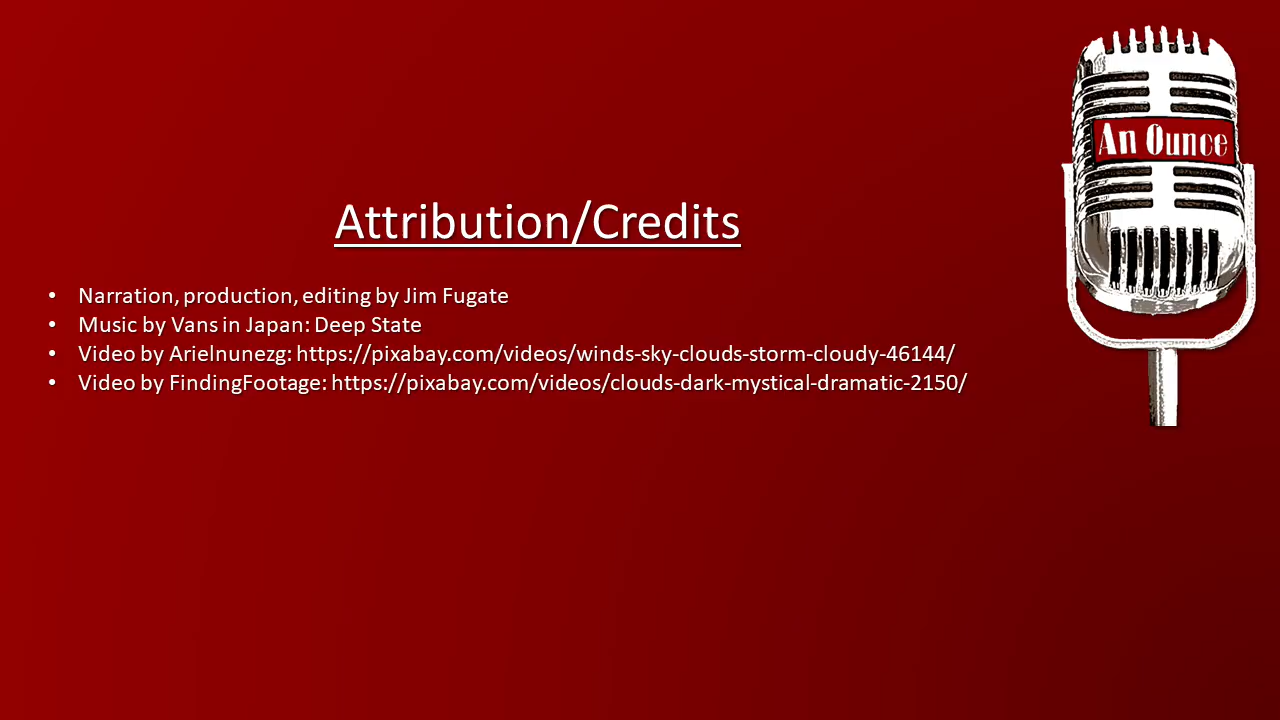 An Ounce
Attribution/Credits
• Narration, production, editing by Jim Fugate
• Music by Vans in Japan: Deep State
• Video by Arielnunezg: https://pixabay.com/videos/winds-sky-clouds-storm-cloudy-46144/
• Video by FindingFootage: https://pixabay.com/videos/clouds-dark-mystical-dramatic-2150/